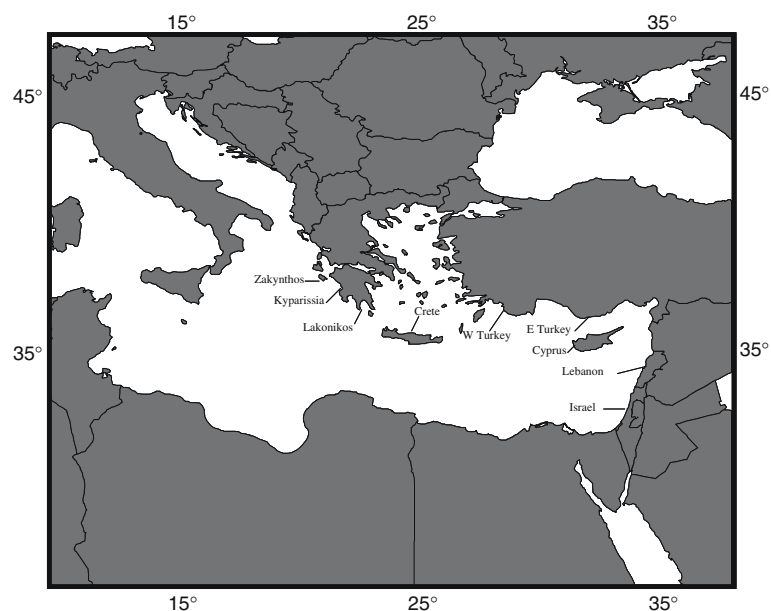 15° 25° 35°
45° 45°
Zakynthos
Kyparissia
Crete
Lakonikos
W Turkey
E Turkey
Cyprus
35° 35°
Lebanon
Israel
15° 25° 35°